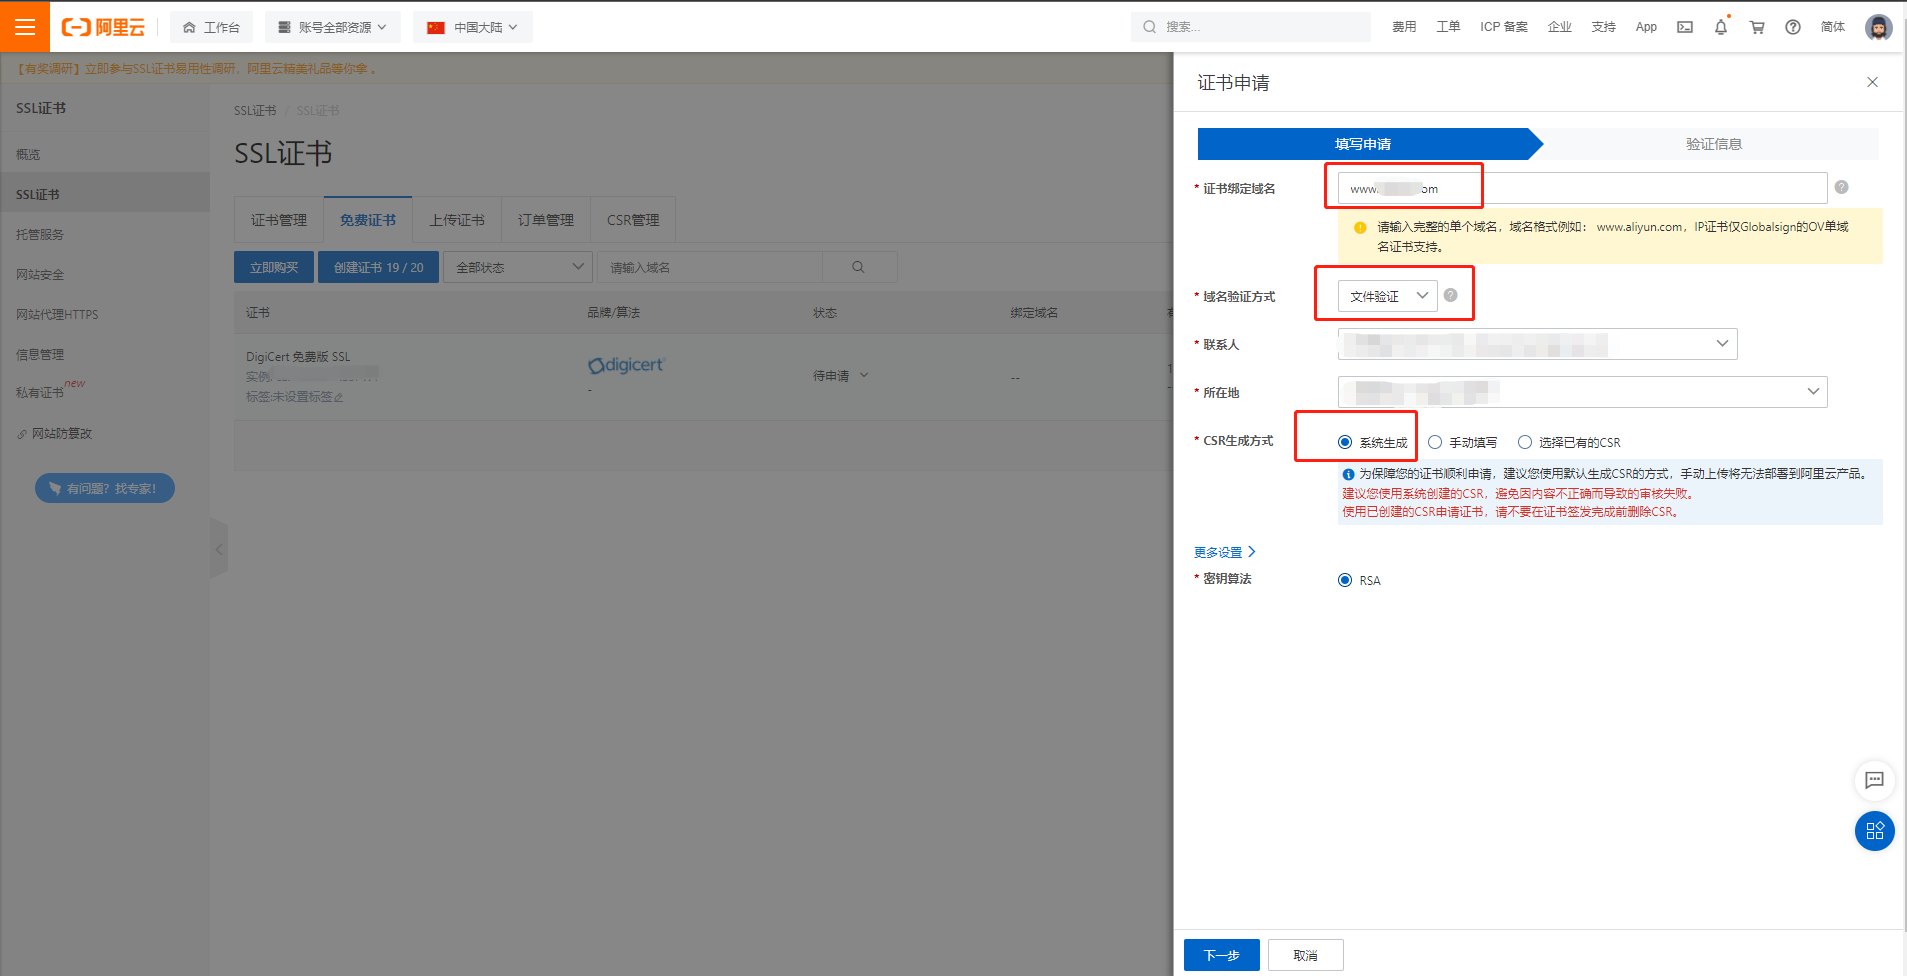 阿里云
工作台
账号全部资源
中国大陆
搜索...
费用
工单
ICP 备案
企业
支持
App
简体
【有奖调研】立即参与SSL证书易用性调研，阿里云精美礼品等你拿 。
SSL证书
概览
SSL证书
托管服务
网站安全
网站代理HTTPS
信息管理
私有证书new
网站防篡改
有问题？找专家!
SSL证书 / SSL证书
SSL证书
证书管理
免费证书
上传证书
订单管理
CSR管理
立即购买
创建证书 19 / 20
全部状态
请输入域名
证书
品牌/算法
状态
绑定域名
DigiCert 免费版 SSL
实例
标签:未设置标签
digicert
-
待申请
--
证书申请
填写申请
验证信息
* 证书绑定域名
www. om
请输入完整的单个域名，域名格式例如： www.aliyun.com，IP证书仅Globalsign的OV单域
名证书支持。
* 域名验证方式
文件验证
* 联系人
* 所在地
* CSR生成方式
系统生成
手动填写
选择已有的CSR
为保障您的证书顺利申请，建议您使用默认生成CSR的方式，手动上传将无法部署到阿里云产品。
建议您使用系统创建的CSR，避免因内容不正确而导致的审核失败。
使用已创建的CSR申请证书，请不要在证书签发完成前删除CSR。
更多设置
* 密钥算法
RSA
下一步
取消